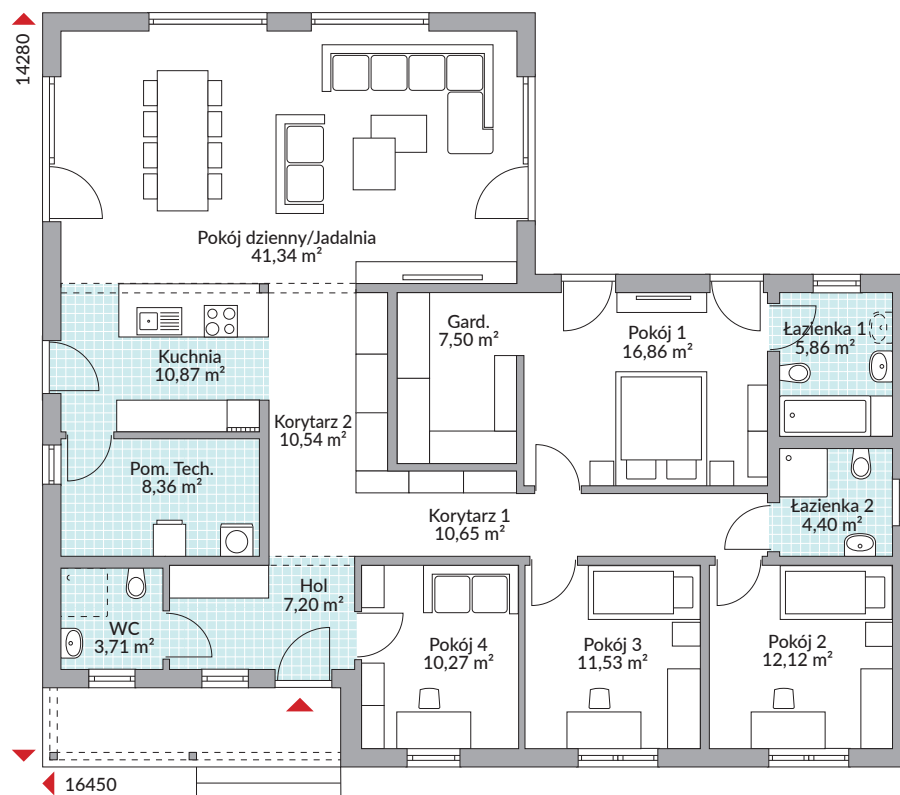 14280
Pokój dzienny/Jadalnia
41,34 m²
Gard.
7,50 m²
Pokój 1
16,86 m²
Łazienka 1
5,86 m²
Kuchnia
10,87 m²
Korytarz 2
10,54 m²
Pom. Tech.
8,36 m²
Korytarz 1
10,65 m²
Łazienka 2
4,40 m²
Hol
7,20 m²
WC
3,71 m²
Pokój 4
10,27 m²
Pokój 3
11,53 m²
Pokój 2
12,12 m²
16450